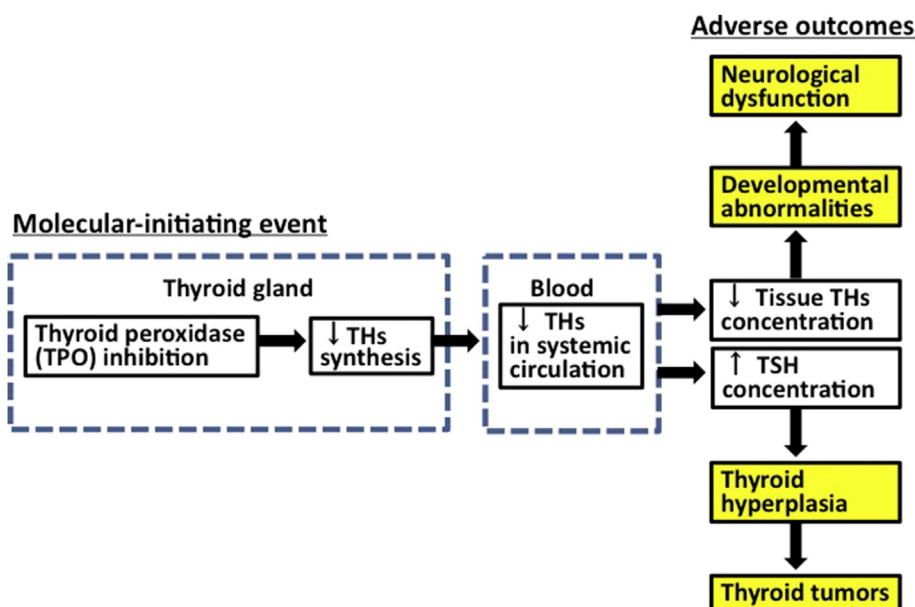 Adverse outcomes
Neurological
dysfunction
Developmental
abnormalities
Molecular-initiating event
Thyroid gland
Blood
Thyroid peroxidase
(TPO) inhibition
↓ THs
synthesis
↓ THs
in systemic
circulation
↓ Tissue THs
concentration
↑ TSH
concentration
Thyroid
hyperplasia
Thyroid tumors